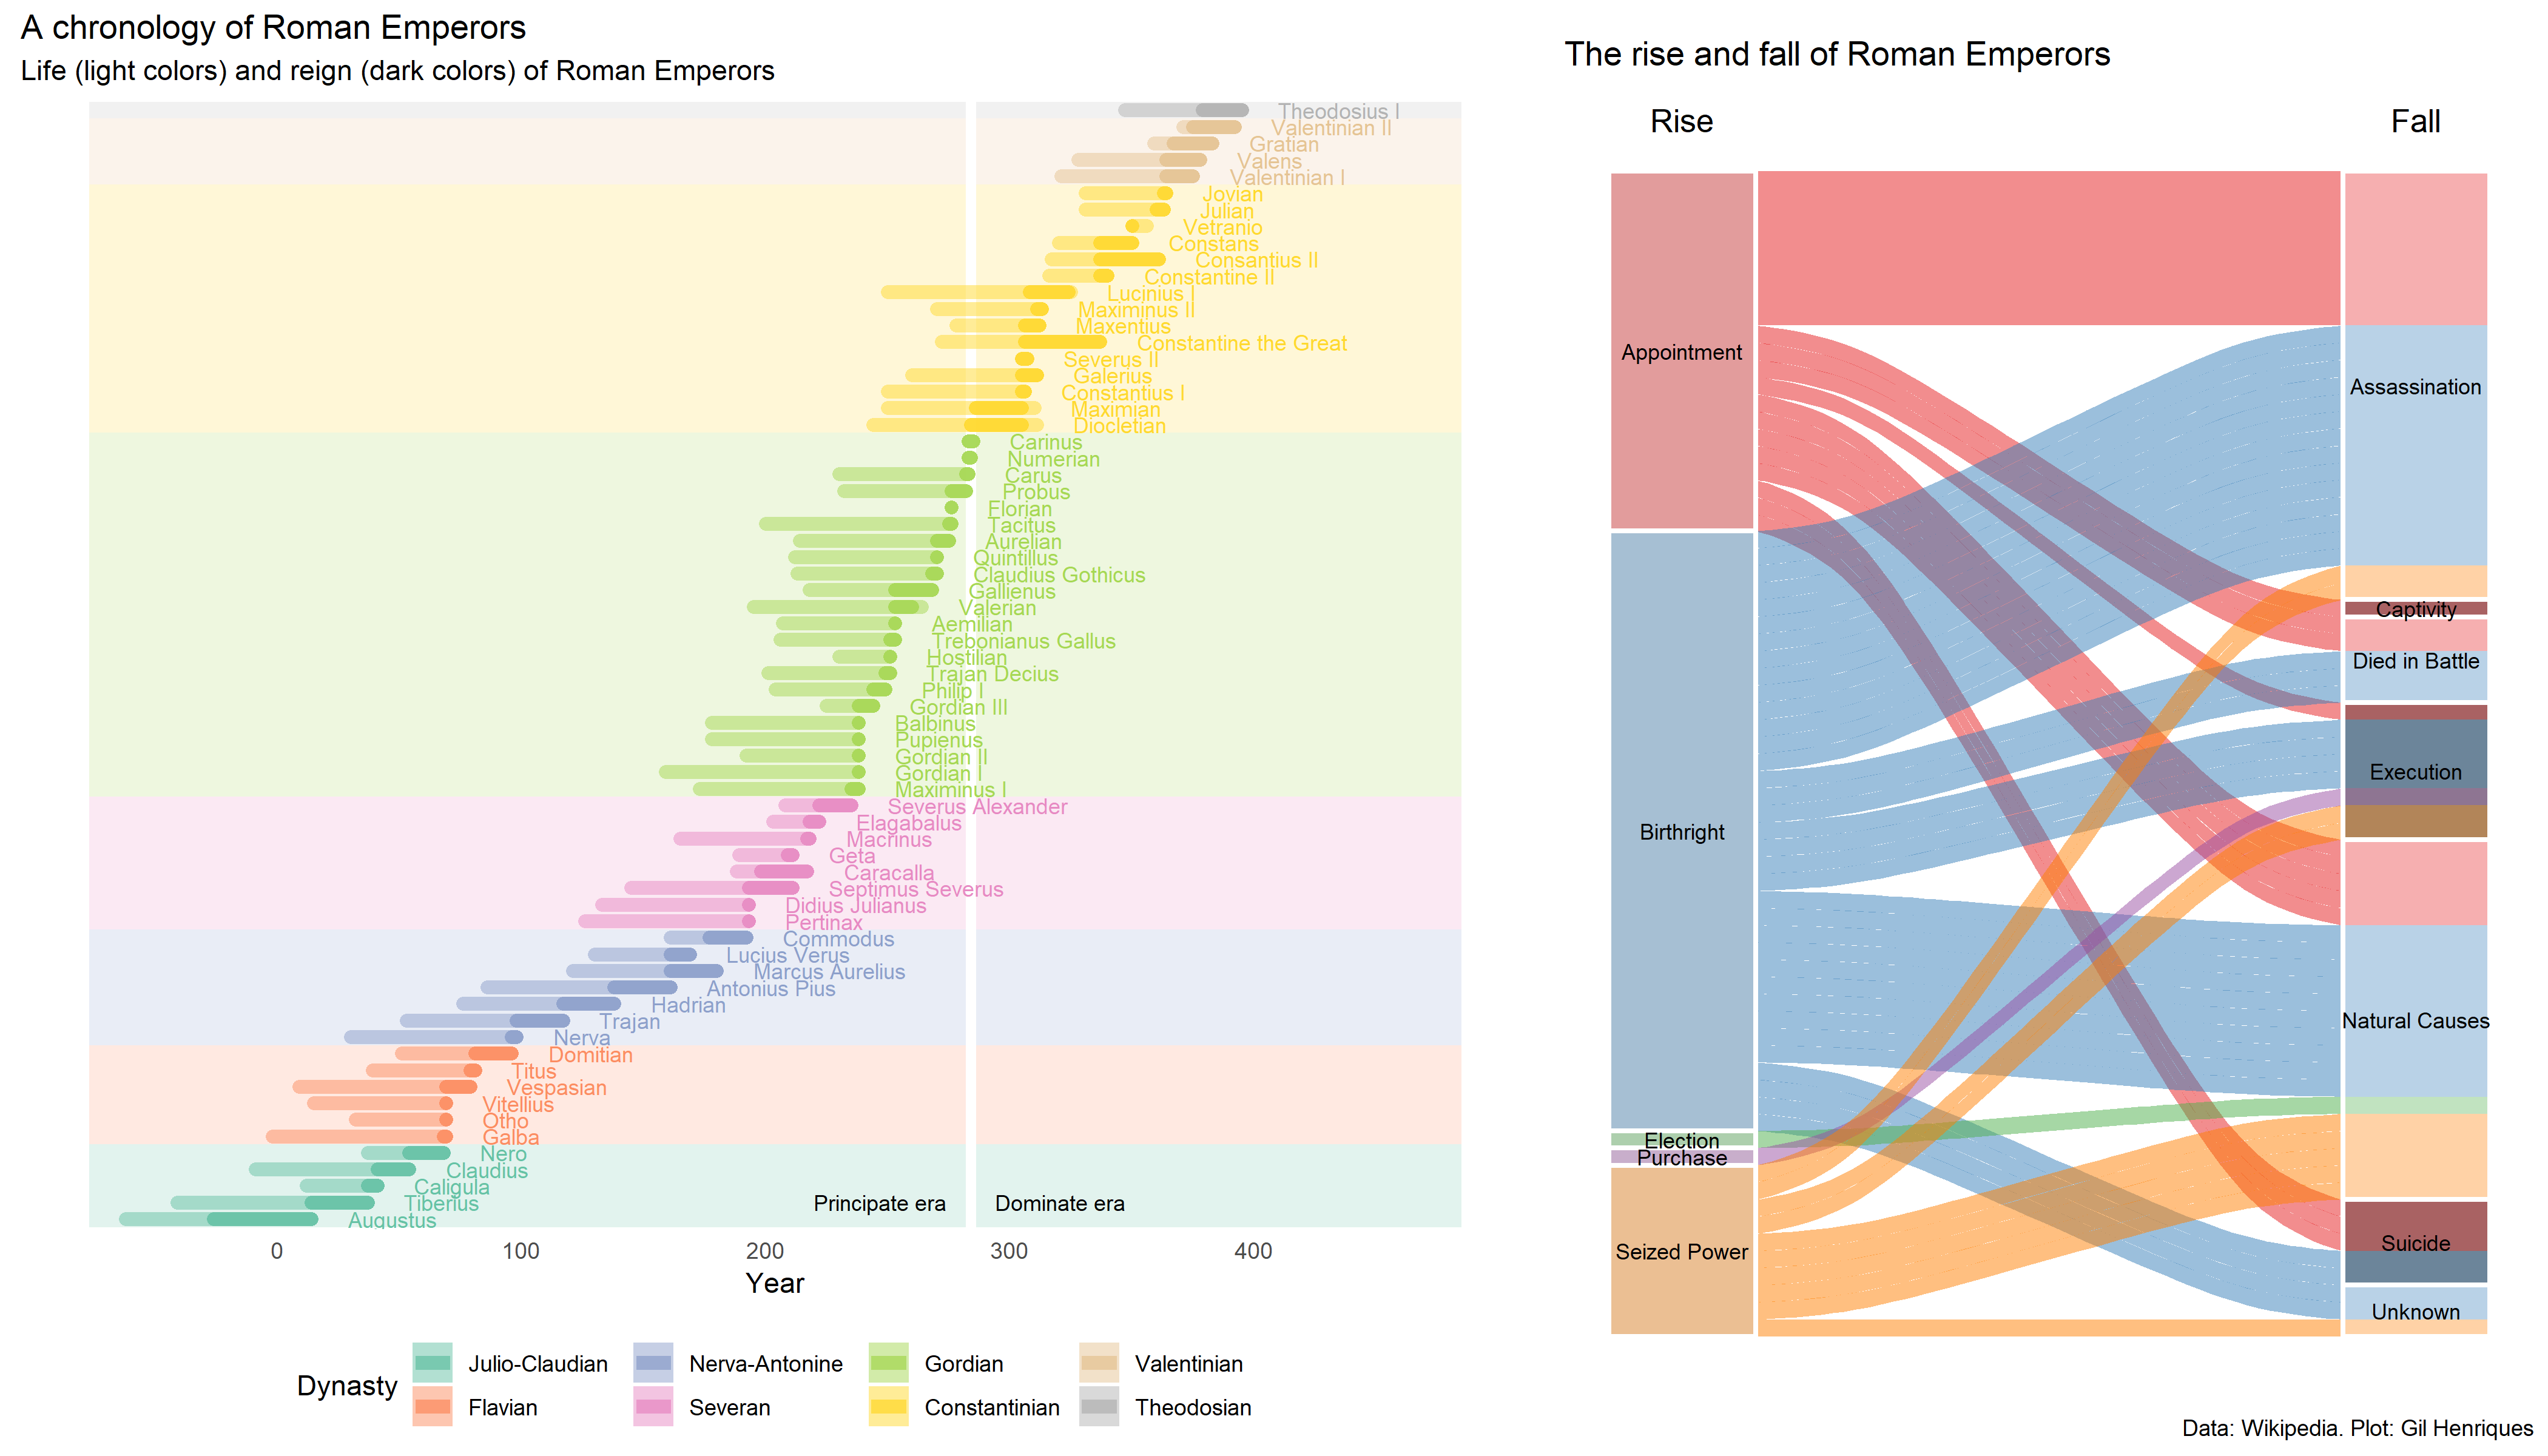 A chronology of Roman Emperors
Life (light colors) and reign (dark colors) of Roman Emperors
Theodosius I
Valentinian II
Gratian
Valens
Valentinian I
Jovian
Julian
Vetranio
Constans
Consantius II
Constantine II
Lucinius I
Maximinus II
Maxentius
Constantine the Great
Severus II
Galerius
Constantius I
Maximian
Diocletian
Carinus
Numerian
Carus
Probus
Florian
Tacitus
Aurelian
Quintillus
Claudius Gothicus
Gallienus
Valerian
Aemilian
Trebonianus Gallus
Hostilian
Trajan Decius
Philip I
Gordian III
Balbinus
Pupienus
Gordian II
Gordian I
Maximinus I
Severus Alexander
Elagabalus
Macrinus
Geta
Caracalla
Septimus Severus
Didius Julianus
Pertinax
Commodus
Lucius Verus
Marcus Aurelius
Antonius Pius
Hadrian
Trajan
Nerva
Domitian
Titus
Vespasian
Vitellius
Otho
Galba
Nero
Claudius
Caligula
Tiberius
Augustus
Principate era
Dominate era
0 100 200 300 400
Year
Dynasty
Julio-Claudian
Flavian
Nerva-Antonine
Severan
Gordian
Constantinian
Valentinian
Theodosian
The rise and fall of Roman Emperors
Rise
Fall
Appointment
Birthright
Election
Purchase
Seized Power
Assassination
Captivity
Died in Battle
Execution
Natural Causes
Suicide
Unknown
Data: Wikipedia. Plot: Gil Henriques